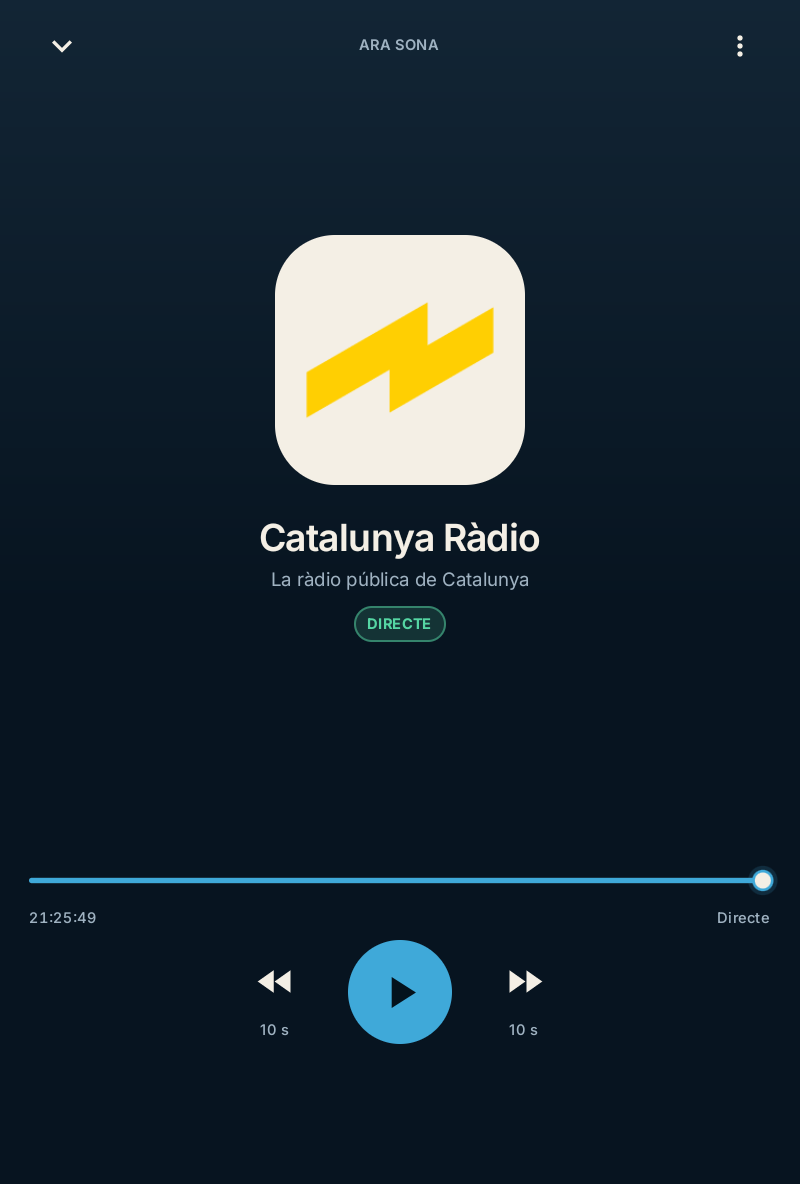 ARA SONA
Catalunya Ràdio
La ràdio pública de Catalunya
DIRECTE
21:25:49
Directe
10 s
10 s